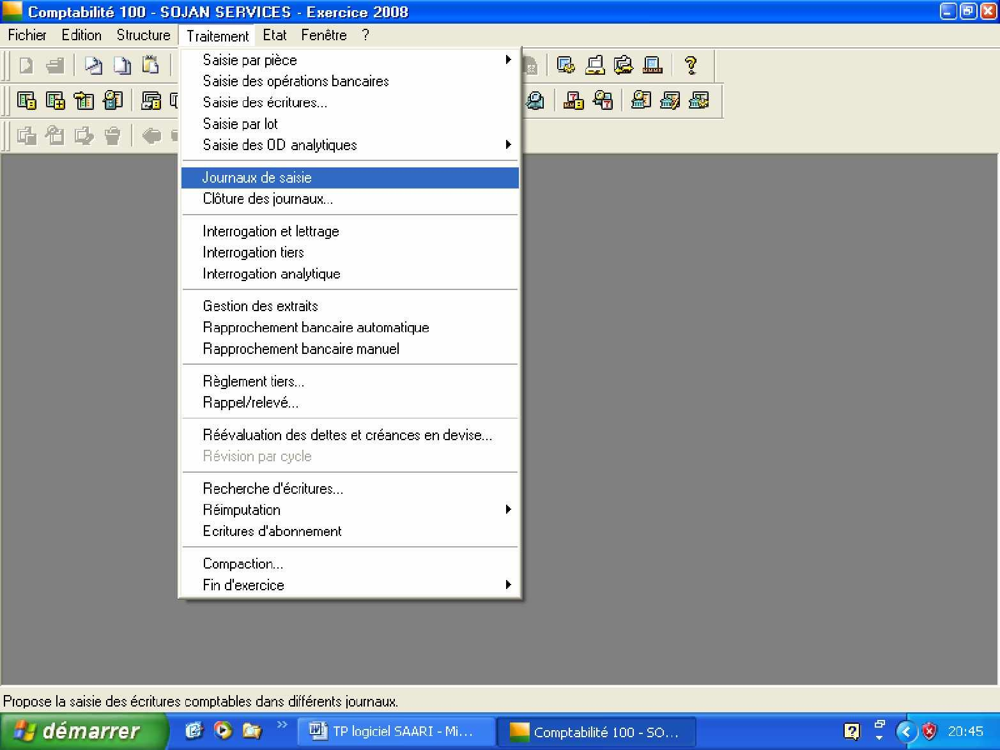 Comptabilité 100 - SOJAN SERVICES - Exercice 2008
Fichier Edition Structure Traitement Etat Fenêtre ?
Saisie par pièce
Saisie des opérations bancaires
Saisie des écritures...
Saisie par lot
Saisie des OD analytiques
Journaux de saisie
Clôture des journaux...
Interrogation et lettrage
Interrogation tiers
Interrogation analytique
Gestion des extraits
Rapprochement bancaire automatique
Rapprochement bancaire manuel
Règlement tiers...
Rappel/relevé...
Réévaluation des dettes et créances en devise...
Révision par cycle
Recherche d'écritures...
Réimputation
Ecritures d'abonnement
Compaction...
Fin d'exercice
Propose la saisie des écritures comptables dans différents journaux.
démarrer TP logiciel SAARI - Mi... Comptabilité 100 - SO... 20:45